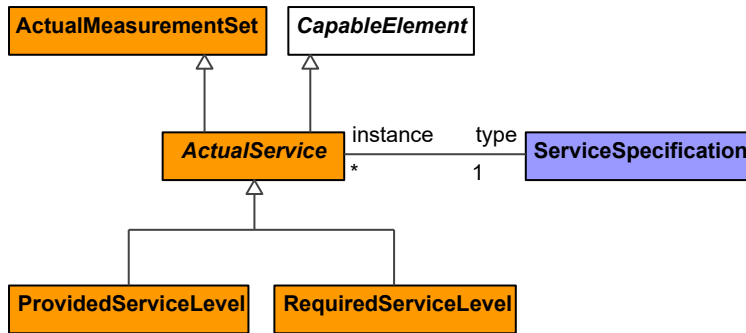 ActualMeasurementSet
CapableElement
ActualService
instance
type
ServiceSpecification
*
1
ProvidedServiceLevel
RequiredServiceLevel